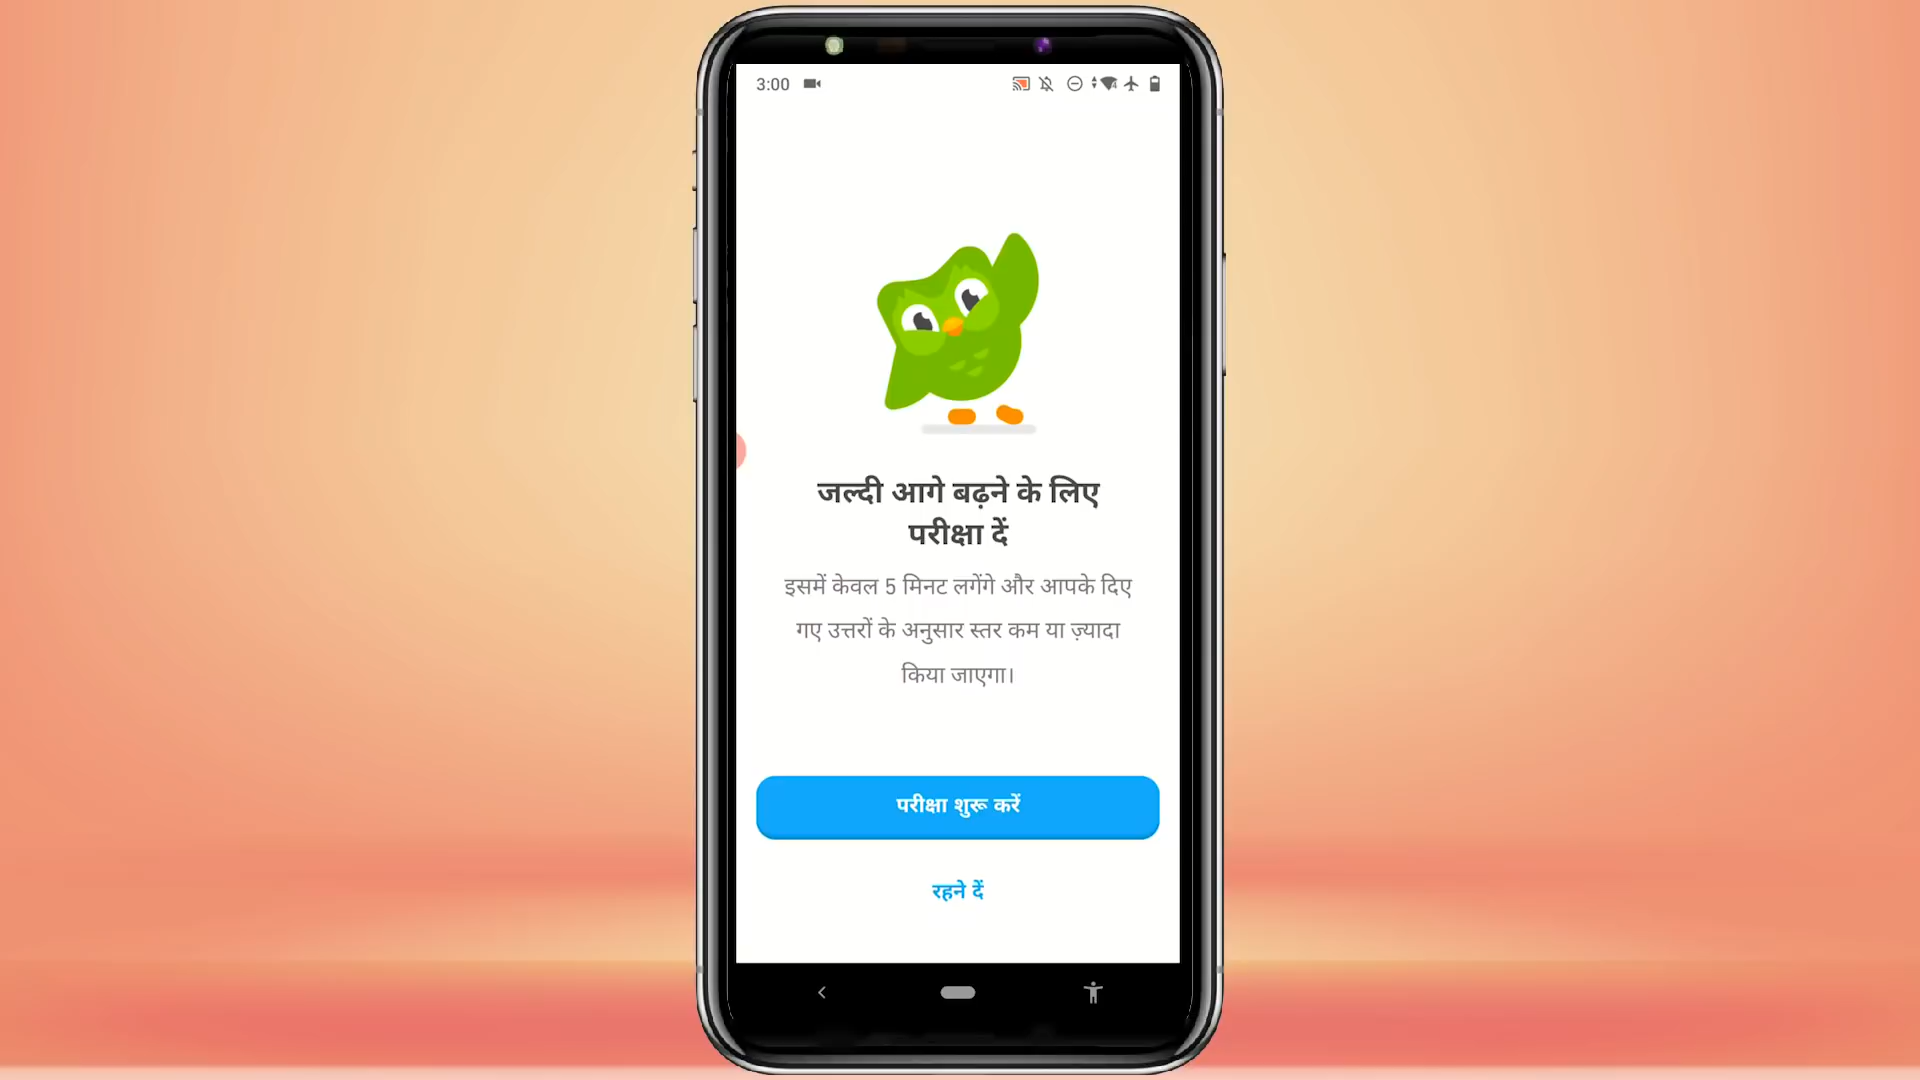 3:00
जल्दी आगे बढ़ने के लिए
परीक्षा दें
इसमें केवल 5 मिनट लगेंगे और आपके दिए
गए उत्तरों के अनुसार स्तर कम या ज़्यादा
किया जाएगा।
परीक्षा शुरू करें
रहने दें